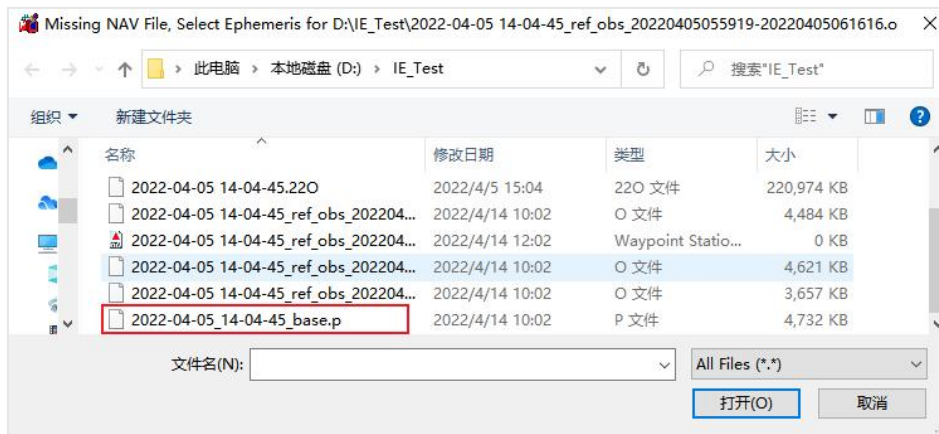 Missing NAV File, Select Ephemeris for D:\IE_Test\2022-04-05 14-04-45_ref_obs_20220405055919-20220405061616.o
此电脑 > 本地磁盘 (D:) > IE_Test
搜索"IE_Test"
组织 新建文件夹
名称 修改日期 类型 大小
2022-04-05 14-04-45.22O 2022/4/5 15:04 22O 文件 220,974 KB
2022-04-05 14-04-45_ref_obs_202204... 2022/4/14 10:02 O 文件 4,484 KB
2022-04-05 14-04-45_ref_obs_202204... 2022/4/14 12:02 Waypoint Statio... 0 KB
2022-04-05 14-04-45_ref_obs_202204... 2022/4/14 10:02 O 文件 4,621 KB
2022-04-05 14-04-45_ref_obs_202204... 2022/4/14 10:02 O 文件 3,657 KB
2022-04-05_14-04-45_base.p 2022/4/14 10:02 P 文件 4,732 KB
文件名(N): All Files (*.*)
打开(O) 取消